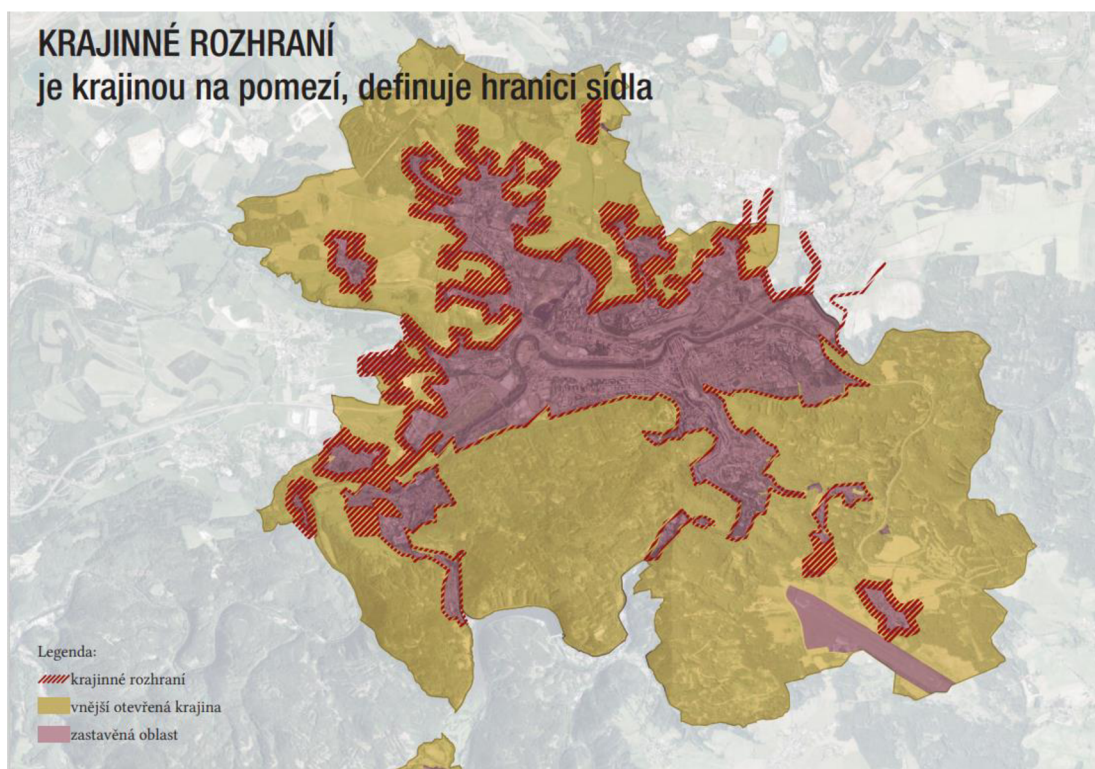 KRAJINNÉ ROZHRANÍ
je krajinou na pomezí, definuje hranici sídla
Legenda:
krajinné rozhraní
vnější otevřená krajina
zastavěná oblast